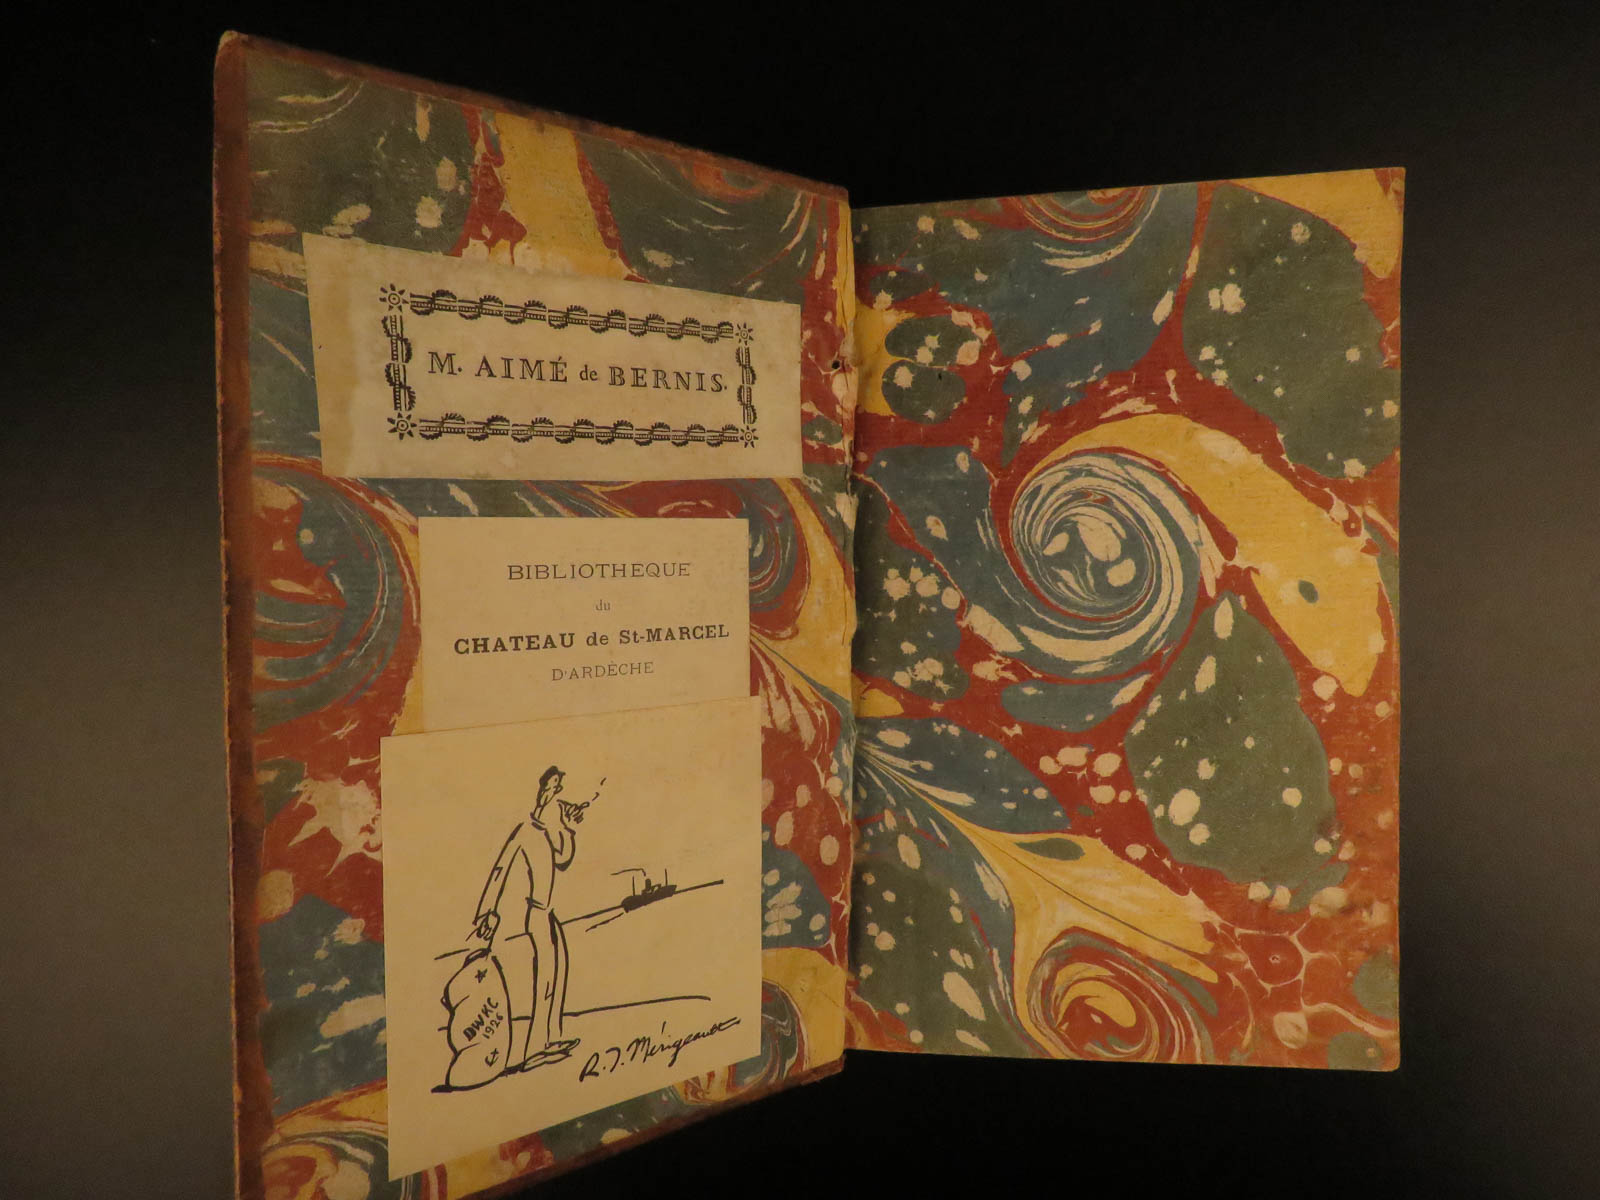 M. AIMÉ de BERNIS.
BIBLIOTHEQUE
du
CHATEAU de St-MARCEL
D'ARDÈCHE
DWKC
1926
R. J. Mérigeault